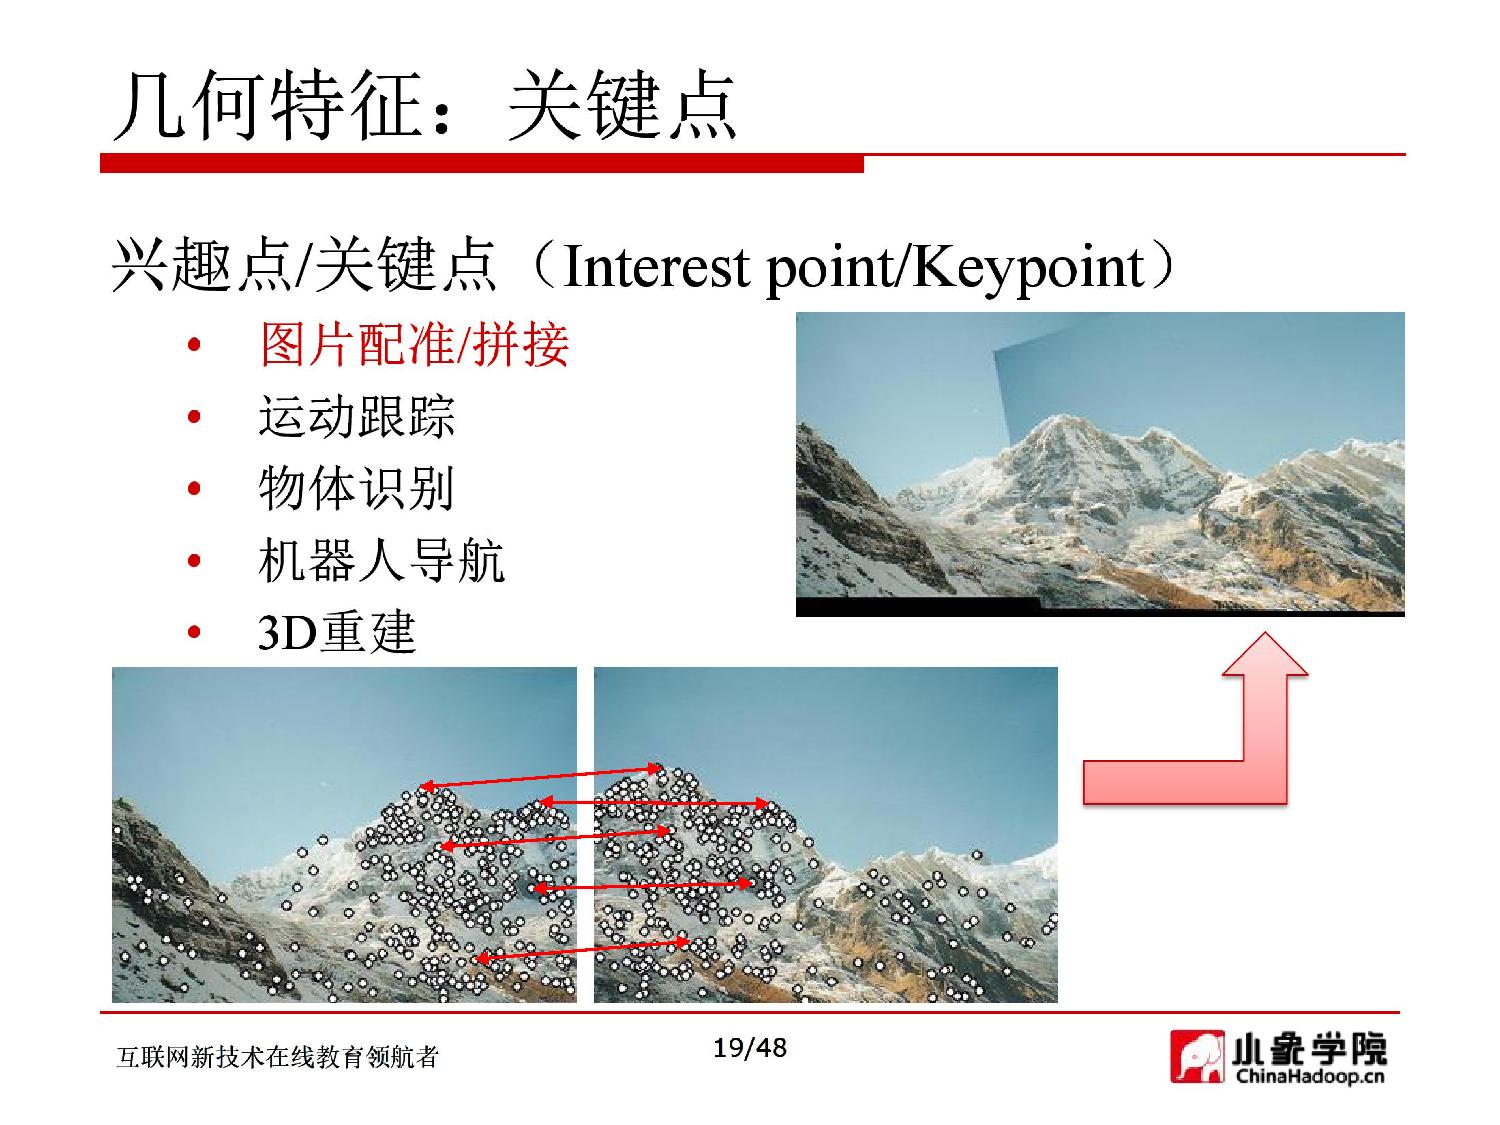 几何特征：关键点
兴趣点/关键点（Interest point/Keypoint）
• 图片配准/拼接
• 运动跟踪
• 物体识别
• 机器人导航
• 3D重建
互联网新技术在线教育领航者
19/48
小象学院
ChinaHadoop.cn